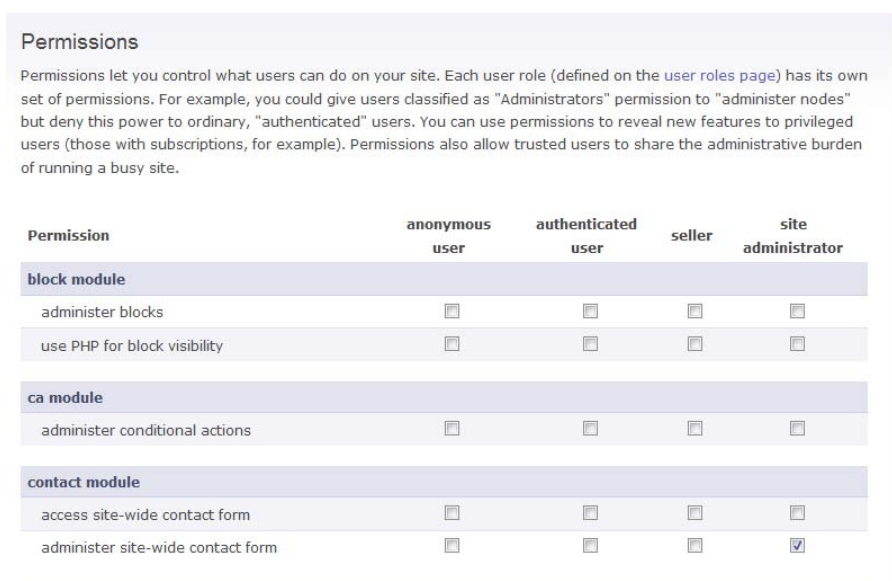 Permissions
Permissions let you control what users can do on your site. Each user role (defined on the user roles page) has its own
set of permissions. For example, you could give users classified as "Administrators" permission to "administer nodes"
but deny this power to ordinary, "authenticated" users. You can use permissions to reveal new features to privileged
users (those with subscriptions, for example). Permissions also allow trusted users to share the administrative burden
of running a busy site.
Permission anonymous user authenticated user seller site administrator
block module
administer blocks
use PHP for block visibility
ca module
administer conditional actions
contact module
access site-wide contact form
administer site-wide contact form